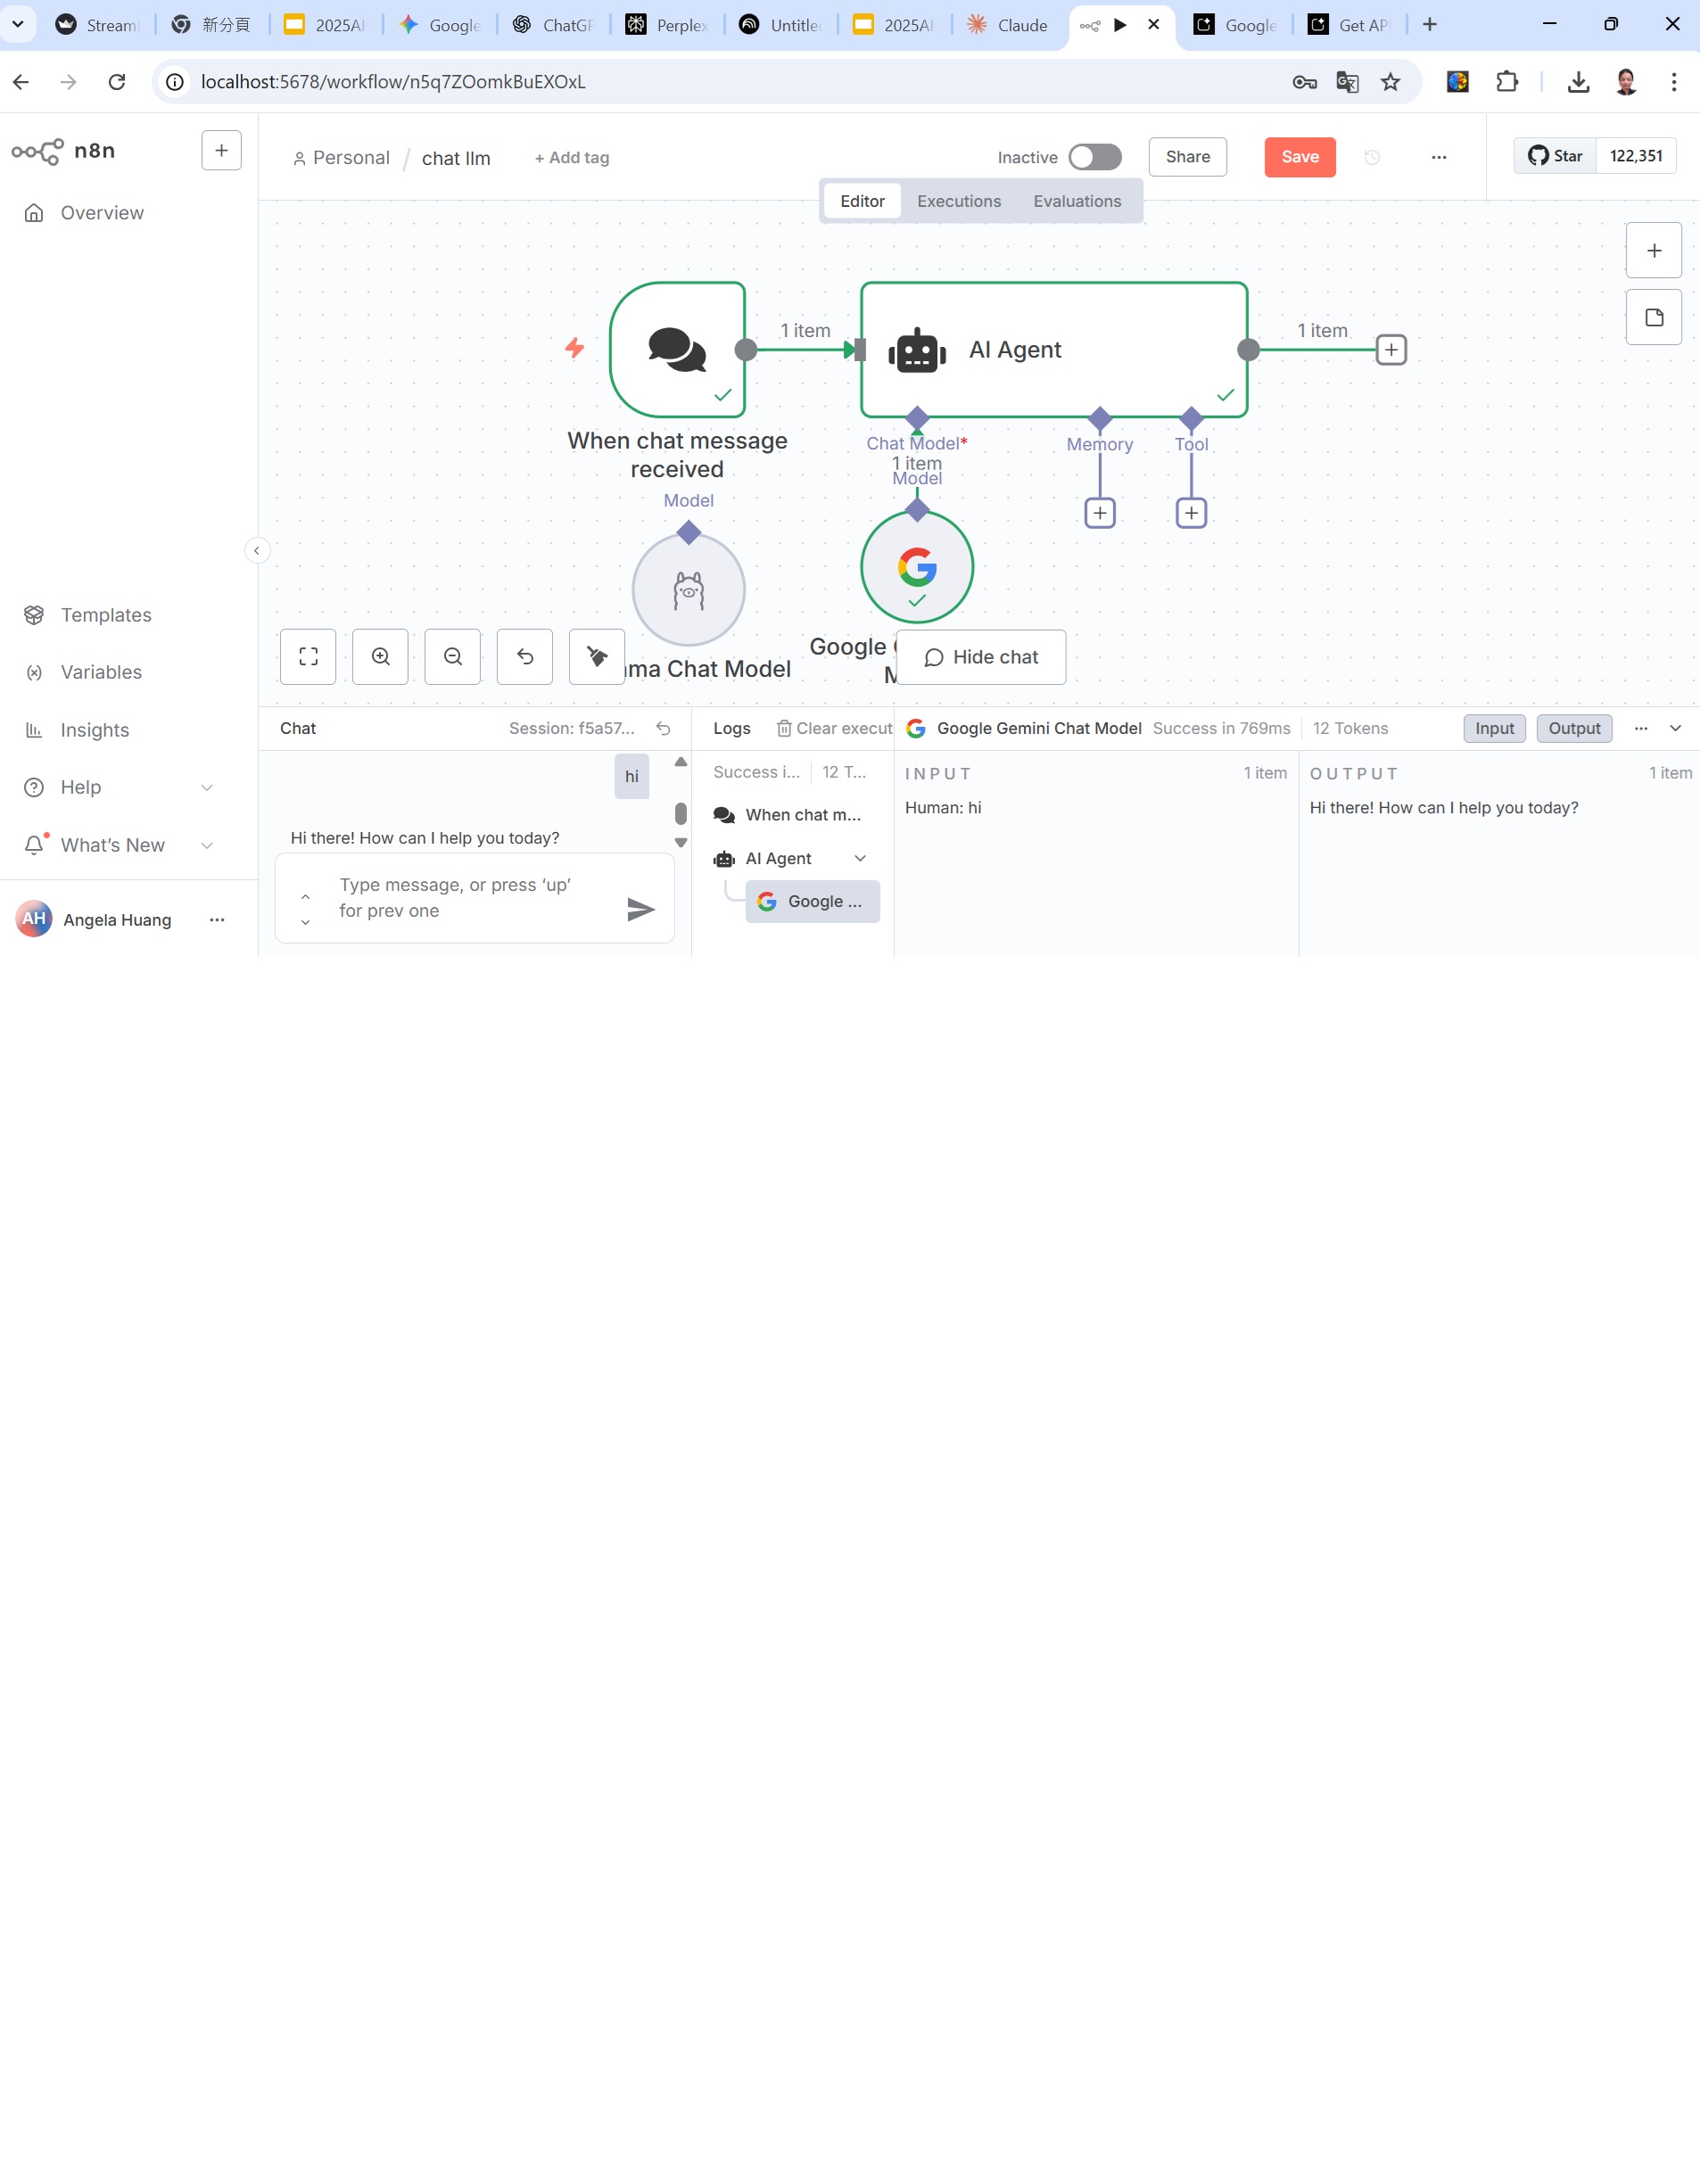 Stream
新分頁
2025AI
Google
ChatGP
Perplex
Untitled
2025AI
Claude
Google
Get AP
localhost:5678/workflow/n5q7ZOomkBuEXOxL
n8n
Personal / chat llm
+ Add tag
Inactive
Share
Save
Star
122,351
Editor
Executions
Evaluations
Overview
1 item
AI Agent
1 item
When chat message
received
Chat Model*
1 item
Model
Memory
Tool
Model
ma Chat Model
Google
M
Hide chat
Templates
Variables
Insights
Help
What's New
AH
Angela Huang
Chat
Session: f5a57...
hi
Hi there! How can I help you today?
Type message, or press ‘up’
for prev one
Logs
Clear execut
Success i...
12 T...
When chat m...
AI Agent
Google ...
Google Gemini Chat Model
Success in 769ms
12 Tokens
Input
Output
INPUT
1 item
Human: hi
OUTPUT
1 item
Hi there! How can I help you today?